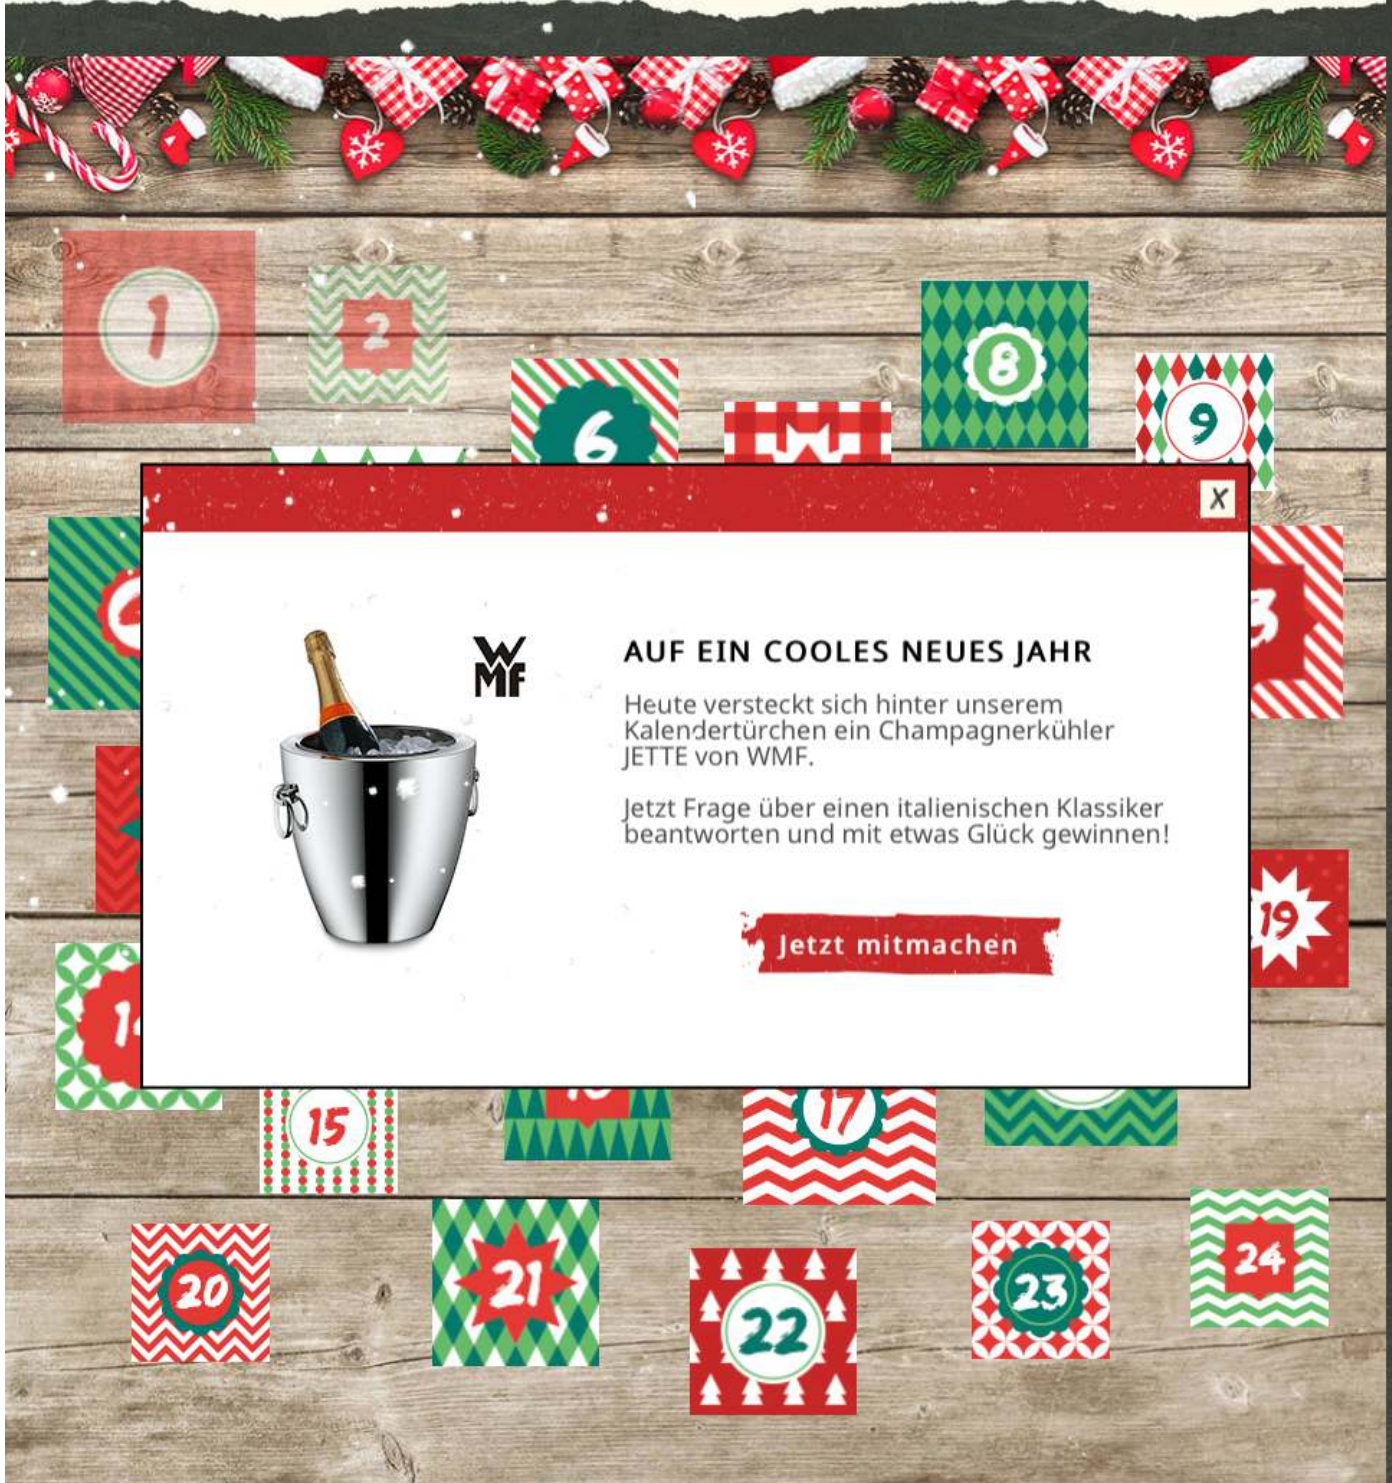 1
2
8
6
9
X
WMF
AUF EIN COOLES NEUES JAHR
Heute versteckt sich hinter unserem
Kalendertürchen ein Champagnerkühler
JETTE von WMF.
Jetzt Frage über einen italienischen Klassiker
beantworten und mit etwas Glück gewinnen!
Jetzt mitmachen
19
14
15
17
20
21
22
23
24